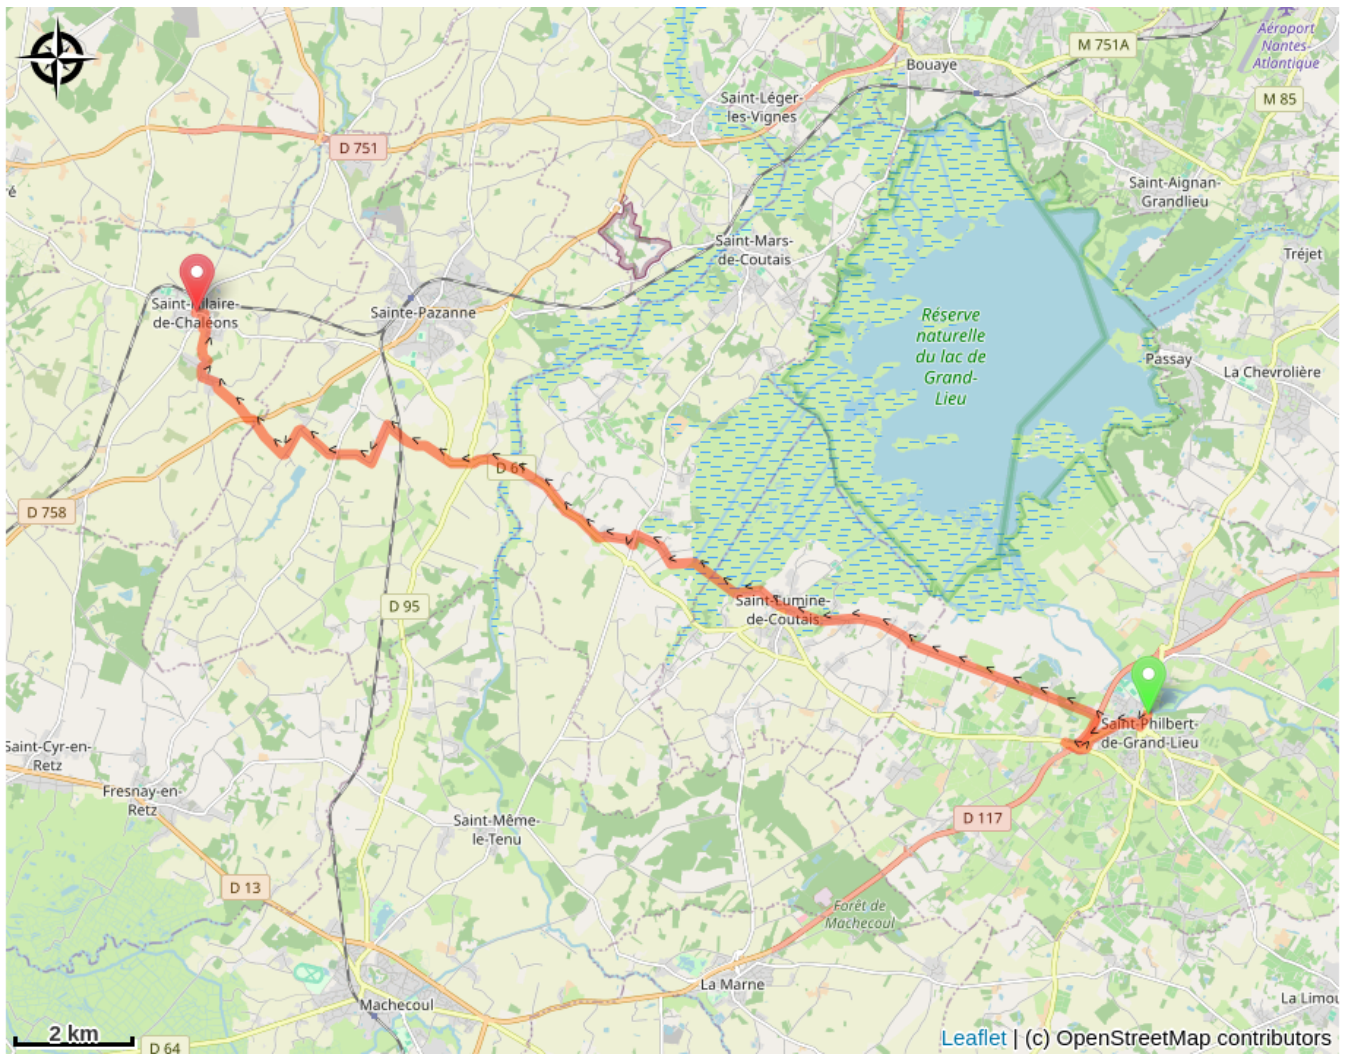 Aéroport
Nantes-
Atlantique
M 751A
Bouaye
M 85
Saint-Léger-
les-Vignes
D 751
Saint-Aignan-
Grandlieu
Saint-Mars-
de-Coutais
Tréjet
Saint-Hilaire-
de-Chaléons
Sainte-Pazanne
Réserve
naturelle
du lac de
Grand-
Lieu
Passay
La Chevrolière
D 61
D 758
D 95
Saint-Lumine-
de-Coutais
Saint-Philbert-
de-Grand-Lieu
Saint-Cyr-en-
Retz
Fresnay-en-
Retz
Saint-Même-
le-Tenu
D 117
D 13
Forêt de
Machecoul
La Marne
Machecoul
La Limou
2 km
D 64
Leaflet | (c) OpenStreetMap contributors